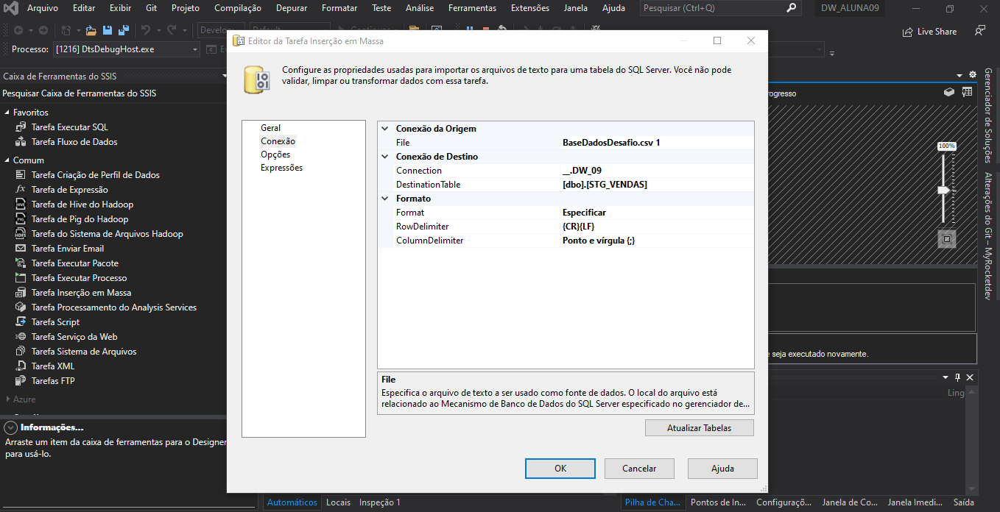 Arquivo Editar Exibir Git Projeto Compilação Depurar Formatar Teste Análise Ferramentas Extensões Janela Ajuda Pesquisar (Ctrl+Q) DW_ALUNA09
Live Share
Processo: [1216] DtsDebugHost.exe
Caixa de Ferramentas do SSIS
Pesquisar Caixa de Ferramentas do SSIS
Favoritos
Tarefa Executar SQL
Tarefa Fluxo de Dados
Comum
Tarefa Criação de Perfil de Dados
Tarefa de Expressão
Tarefa de Hive do Hadoop
Tarefa de Pig do Hadoop
Tarefa do Sistema de Arquivos Hadoop
Tarefa Enviar Email
Tarefa Executar Pacote
Tarefa Executar Processo
Tarefa Inserção em Massa
Tarefa Processamento do Analysis Services
Tarefa Script
Tarefa Serviço da Web
Tarefa Sistema de Arquivos
Tarefa XML
Tarefas FTP
Azure
Informações...
Arraste um item da caixa de ferramentas para o Designer
para usá-lo.
Editor da Tarefa Inserção em Massa
Configure as propriedades usadas para importar os arquivos de texto para uma tabela do SQL Server. Você não pode
validar, limpar ou transformar dados com essa tarefa.
Geral
Conexão
Opções
Expressões
Conexão da Origem
File BaseDadosDesafio.csv 1
Conexão de Destino
Connection __.DW_09
DestinationTable [dbo].[STG_VENDAS]
Formato
Format Especificar
RowDelimiter {CR}{LF}
ColumnDelimiter Ponto e vírgula {;}
File
Especifica o arquivo de texto a ser usado como fonte de dados. O local do arquivo está
relacionado ao Mecanismo de Banco de Dados do SQL Server especificado no gerenciador de...
Atualizar Tabelas
OK Cancelar Ajuda
rogresso
100%
seja executado novamente.
Ling
Gerenciador de Soluções
Alterações do Git – MyRocketdev
Automáticos Locais Inspeção 1
Pilha de Cha... Pontos de In... Configuraçõ... Janela de Co... Janela Imedi... Saída